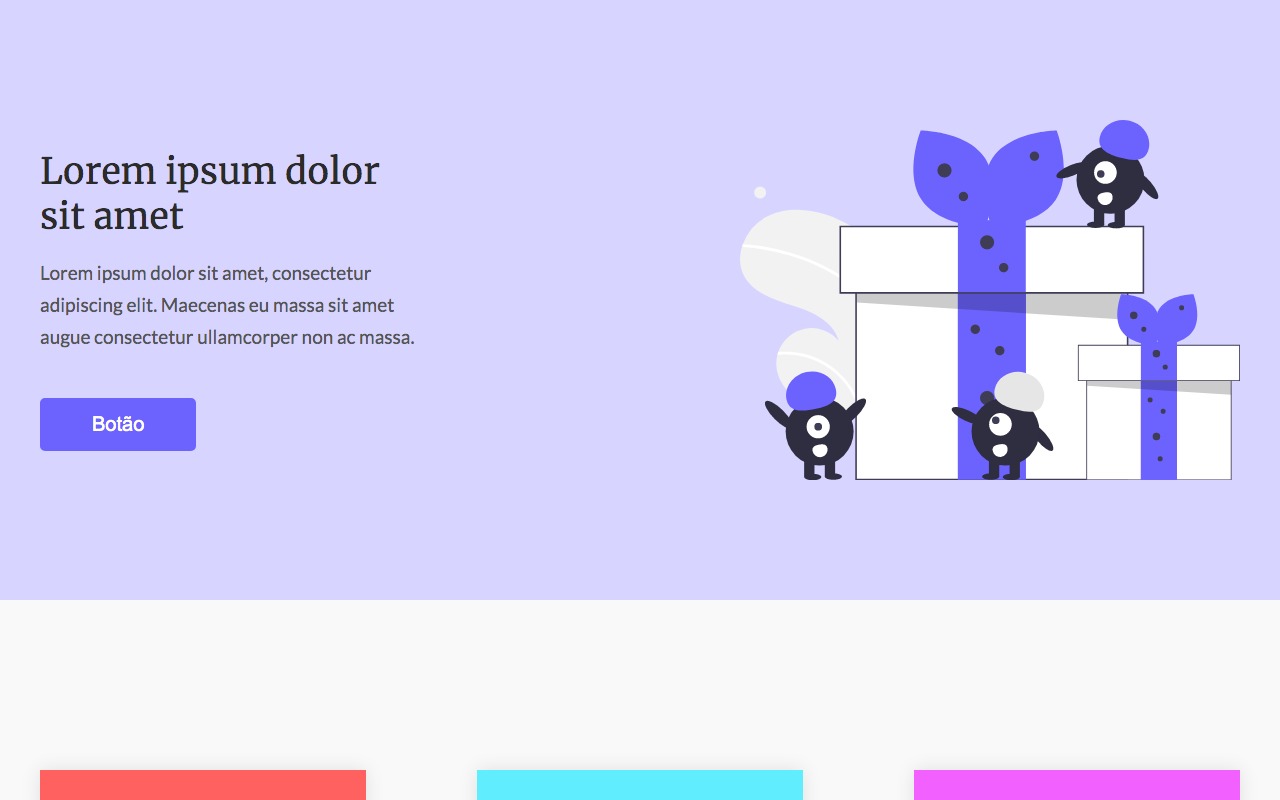 Lorem ipsum dolor
sit amet
Lorem ipsum dolor sit amet, consectetur
adipiscing elit. Maecenas eu massa sit amet
augue consectetur ullamcorper non ac massa.
Botão